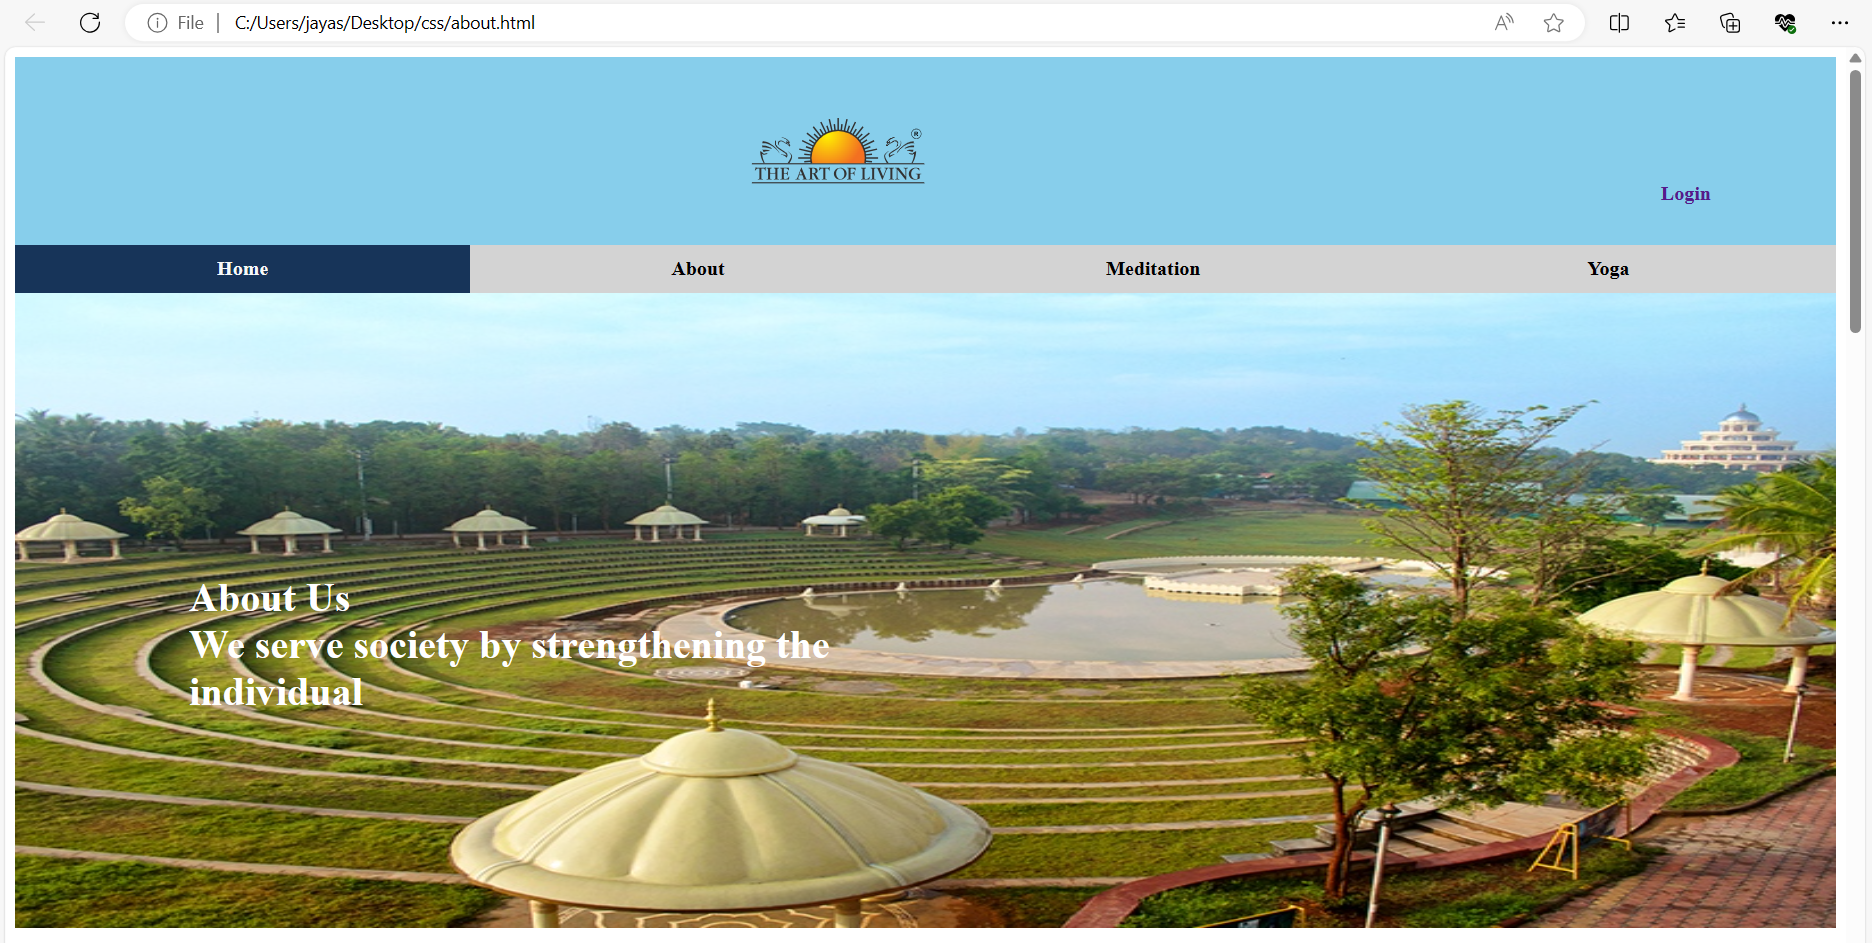 File
C:/Users/jayas/Desktop/css/about.html
A
THE ART OF LIVING ®
Login
Home About Meditation Yoga
About Us
We serve society by strengthening the
individual